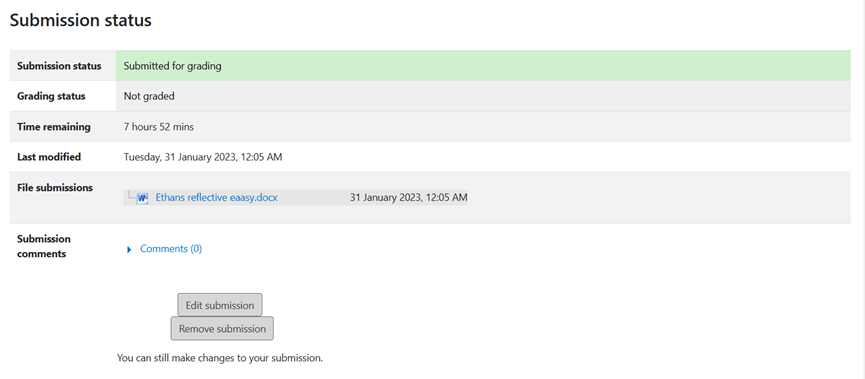 Submission status
Submission status Submitted for grading
Grading status Not graded
Time remaining 7 hours 52 mins
Last modified Tuesday, 31 January 2023, 12:05 AM
File submissions
Ethans reflective eaasy.docx 31 January 2023, 12:05 AM
Submission
comments
Comments (0)
Edit submission
Remove submission
You can still make changes to your submission.